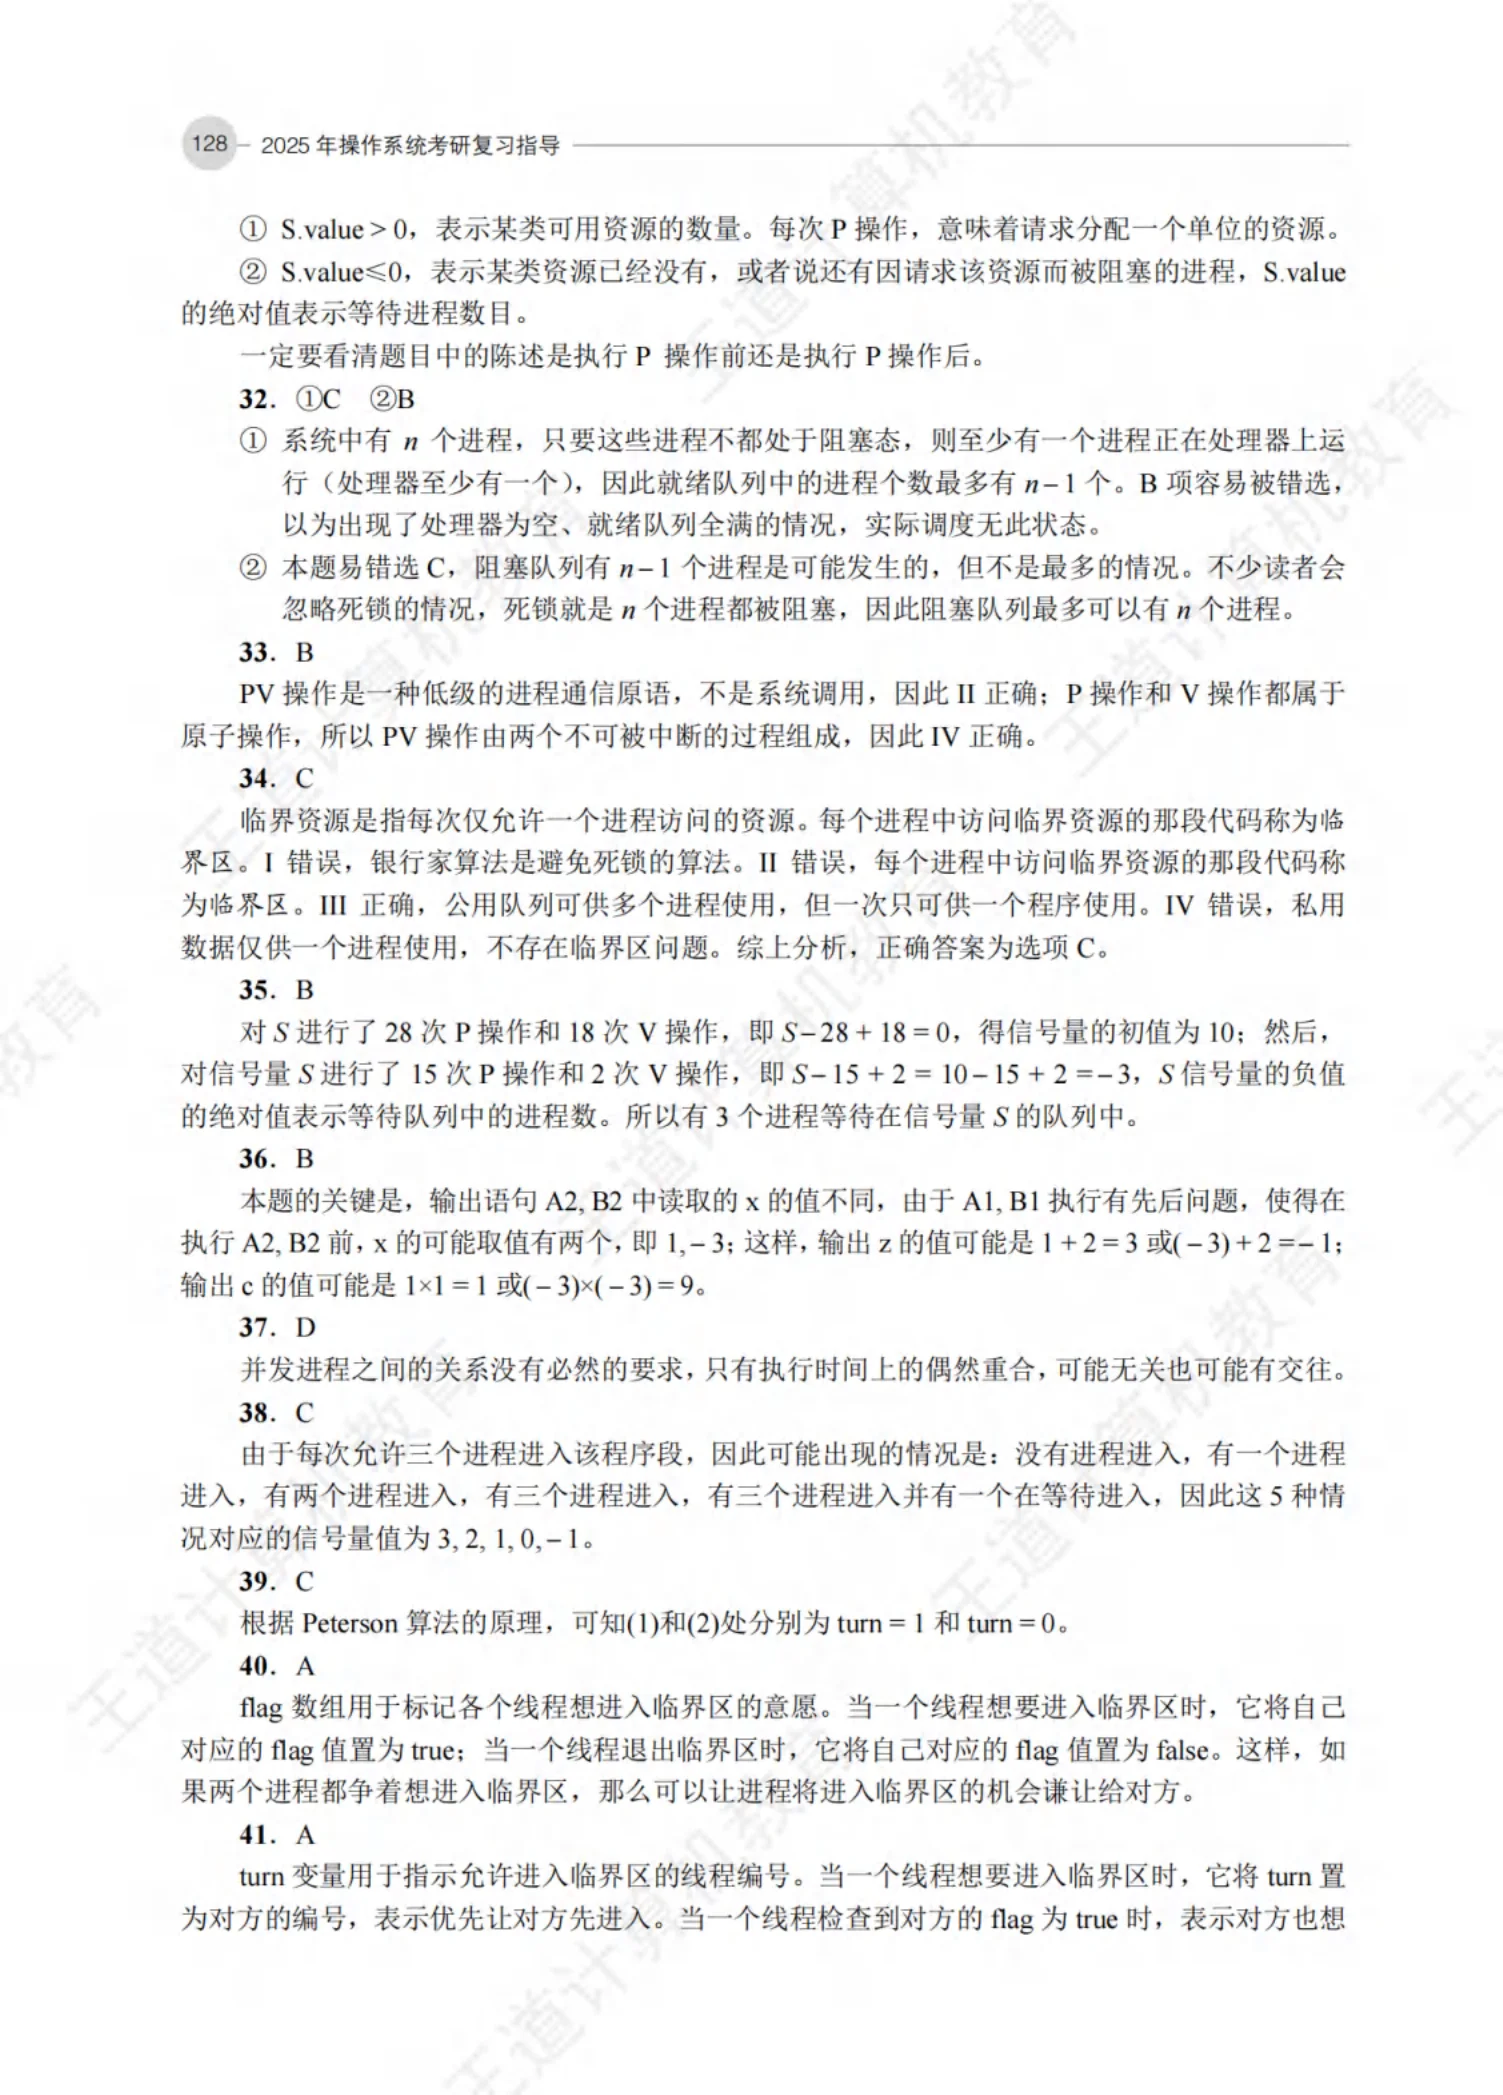 128 2025 年操作系统考研复习指导
① S.value > 0，表示某类可用资源的数量。每次 P 操作，意味着请求分配一个单位的资源。
② S.value≤0，表示某类资源已经没有，或者说还有因请求该资源而被阻塞的进程，S.value
的绝对值表示等待进程数目。
一定要看清题目中的陈述是执行 P 操作前还是执行 P 操作后。
32. ①C ②B
① 系统中有 n 个进程，只要这些进程不都处于阻塞态，则至少有一个进程正在处理器上运
行（处理器至少有一个），因此就绪队列中的进程个数最多有 n – 1 个。B 项容易被错选，
以为出现了处理器为空、就绪队列全满的情况，实际调度无此状态。
② 本题易错选 C，阻塞队列有 n – 1 个进程是可能发生的，但不是最多的情况。不少读者会
忽略死锁的情况，死锁就是 n 个进程都被阻塞，因此阻塞队列最多可以有 n 个进程。
33. B
PV 操作是一种低级的进程通信原语，不是系统调用，因此 II 正确；P 操作和 V 操作都属于
原子操作，所以 PV 操作由两个不可被中断的过程组成，因此 IV 正确。
34. C
临界资源是指每次仅允许一个进程访问的资源。每个进程中访问临界资源的那段代码称为临
界区。I 错误，银行家算法是避免死锁的算法。II 错误，每个进程中访问临界资源的那段代码称
为临界区。III 正确，公用队列可供多个进程使用，但一次只可供一个程序使用。IV 错误，私用
数据仅供一个进程使用，不存在临界区问题。综上分析，正确答案为选项 C。
35. B
对 S 进行了 28 次 P 操作和 18 次 V 操作，即 S – 28 + 18 = 0，得信号量的初值为 10；然后，
对信号量 S 进行了 15 次 P 操作和 2 次 V 操作，即 S – 15 + 2 = 10 – 15 + 2 = – 3，S 信号量的负值
的绝对值表示等待队列中的进程数。所以有 3 个进程等待在信号量 S 的队列中。
36. B
本题的关键是，输出语句 A2, B2 中读取的 x 的值不同，由于 A1, B1 执行有先后问题，使得在
执行 A2, B2 前，x 的可能取值有两个，即 1, – 3；这样，输出 z 的值可能是 1 + 2 = 3 或( – 3) + 2 = – 1；
输出 c 的值可能是 1×1 = 1 或( – 3)×( – 3) = 9。
37. D
并发进程之间的关系没有必然的要求，只有执行时间上的偶然重合，可能无关也可能有交往。
38. C
由于每次允许三个进程进入该程序段，因此可能出现的情况是：没有进程进入，有一个进程
进入，有两个进程进入，有三个进程进入，有三个进程进入并有一个在等待进入，因此这 5 种情
况对应的信号量值为 3, 2, 1, 0, – 1。
39. C
根据 Peterson 算法的原理，可知(1)和(2)处分别为 turn = 1 和 turn = 0。
40. A
flag 数组用于标记各个线程想进入临界区的意愿。当一个线程想要进入临界区时，它将自己
对应的 flag 值置为 true；当一个线程退出临界区时，它将自己对应的 flag 值置为 false。这样，如
果两个进程都争着想进入临界区，那么可以让进程将进入临界区的机会谦让给对方。
41. A
turn 变量用于指示允许进入临界区的线程编号。当一个线程想要进入临界区时，它将 turn 置
为对方的编号，表示优先让对方先进入。当一个线程检查到对方的 flag 为 true 时，表示对方也想